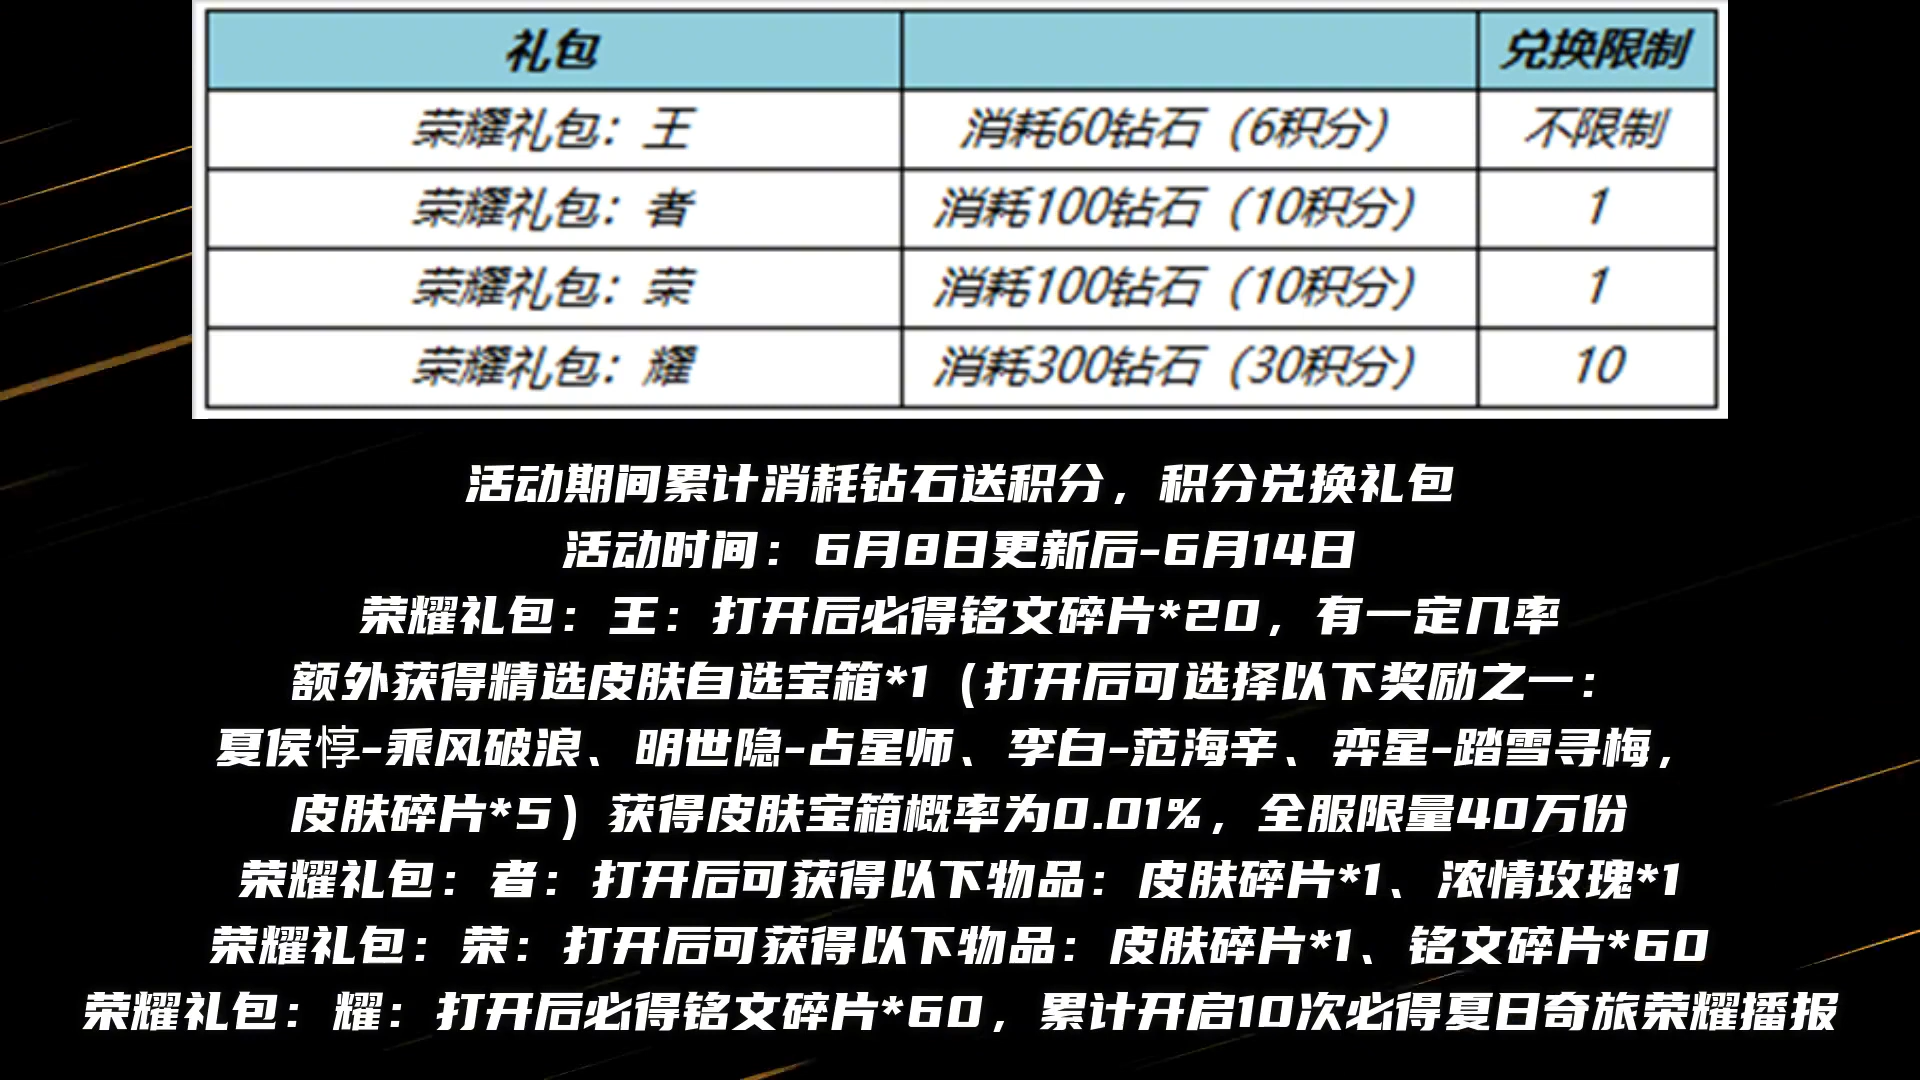 礼包 兑换限制
荣耀礼包：王 消耗60钻石（6积分） 不限制
荣耀礼包：者 消耗100钻石（10积分） 1
荣耀礼包：荣 消耗100钻石（10积分） 1
荣耀礼包：耀 消耗300钻石（30积分） 10
活动期间累计消耗钻石送积分，积分兑换礼包
活动时间：6月8日更新后-6月14日
荣耀礼包：王：打开后必得铭文碎片*20，有一定几率
额外获得精选皮肤自选宝箱*1（打开后可选择以下奖励之一：
夏侯惇-乘风破浪、明世隐-占星师、李白-范海辛、弈星-踏雪寻梅，
皮肤碎片*5）获得皮肤宝箱概率为0.01%，全服限量40万份
荣耀礼包：者：打开后可获得以下物品：皮肤碎片*1、浓情玫瑰*1
荣耀礼包：荣：打开后可获得以下物品：皮肤碎片*1、铭文碎片*60
荣耀礼包：耀：打开后必得铭文碎片*60，累计开启10次必得夏日奇旅荣耀播报